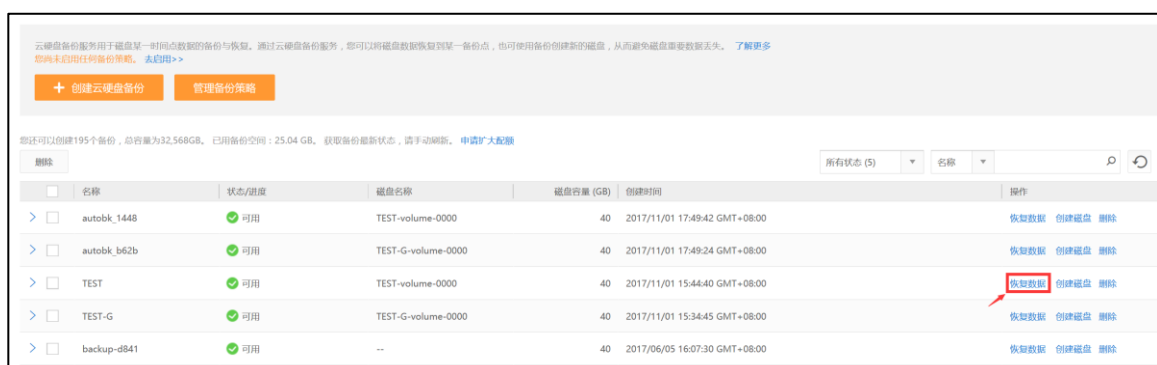 云硬盘备份服务用于磁盘某一时间点数据的备份与恢复。通过云硬盘备份服务，您可以将磁盘数据恢复到某一备份点，也可使用备份创建新的磁盘，从而避免磁盘重要数据丢失。 了解更多
您尚未启用任何备份策略。 去启用>>
+ 创建云硬盘备份 管理备份策略
您还可以创建195个备份，总容量为32,568GB。 已用备份空间：25.04 GB。 获取备份最新状态，请手动刷新。 申请扩大配额
删除 所有状态 (5) 名称
名称 状态/进度 磁盘名称 磁盘容量 (GB) 创建时间 操作
autobk_1448 可用 TEST-volume-0000 40 2017/11/01 17:49:42 GMT+08:00 恢复数据 创建磁盘 删除
autobk_b62b 可用 TEST-G-volume-0000 40 2017/11/01 17:49:24 GMT+08:00 恢复数据 创建磁盘 删除
TEST 可用 TEST-volume-0000 40 2017/11/01 15:44:40 GMT+08:00 恢复数据 创建磁盘 删除
TEST-G 可用 TEST-G-volume-0000 40 2017/11/01 15:34:45 GMT+08:00 恢复数据 创建磁盘 删除
backup-d841 可用 -- 40 2017/06/05 16:07:30 GMT+08:00 恢复数据 创建磁盘 删除